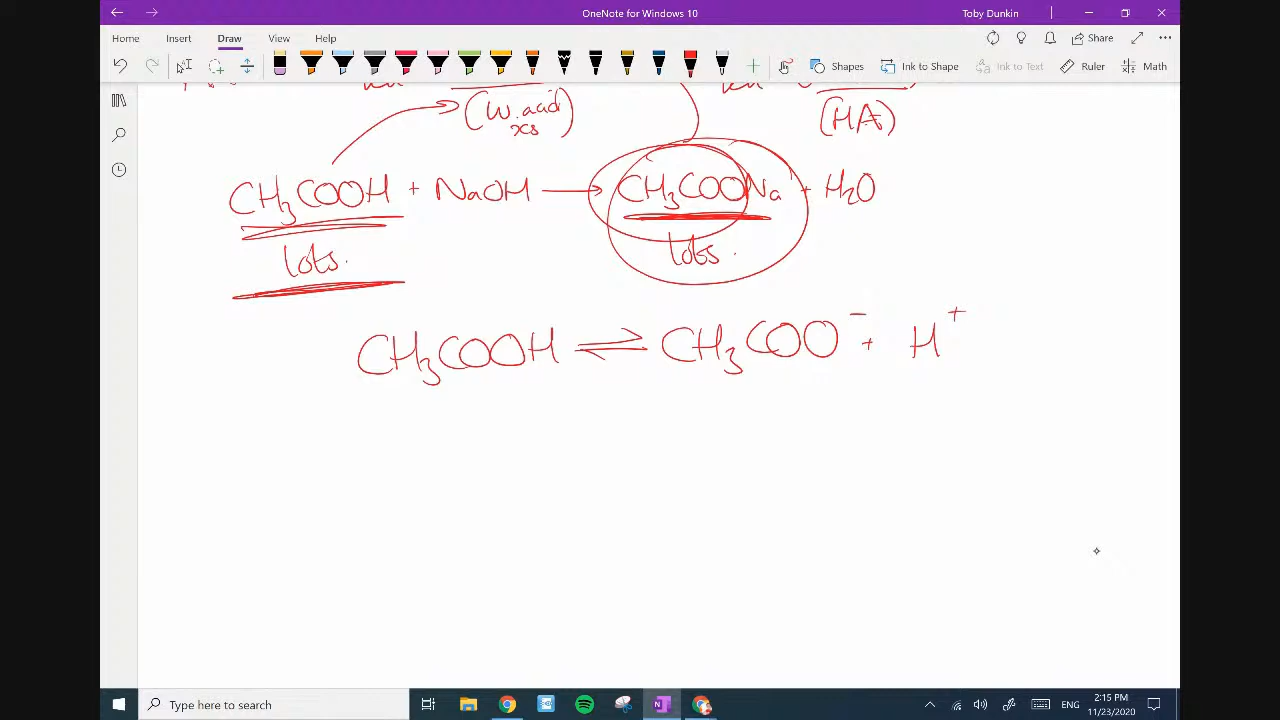 OneNote for Windows 10
Toby Dunkin
Home Insert Draw View Help
Share
Shapes Ink to Shape Ink to Text Ruler Math
(W. acid xs)
(HA)
CH₃COOH + NaOH → CH₃COONa + H₂O
lots.
lots.
CH₃COOH ⇌ CH₃COO⁻ + H⁺
Type here to search
ENG
2:15 PM
11/23/2020